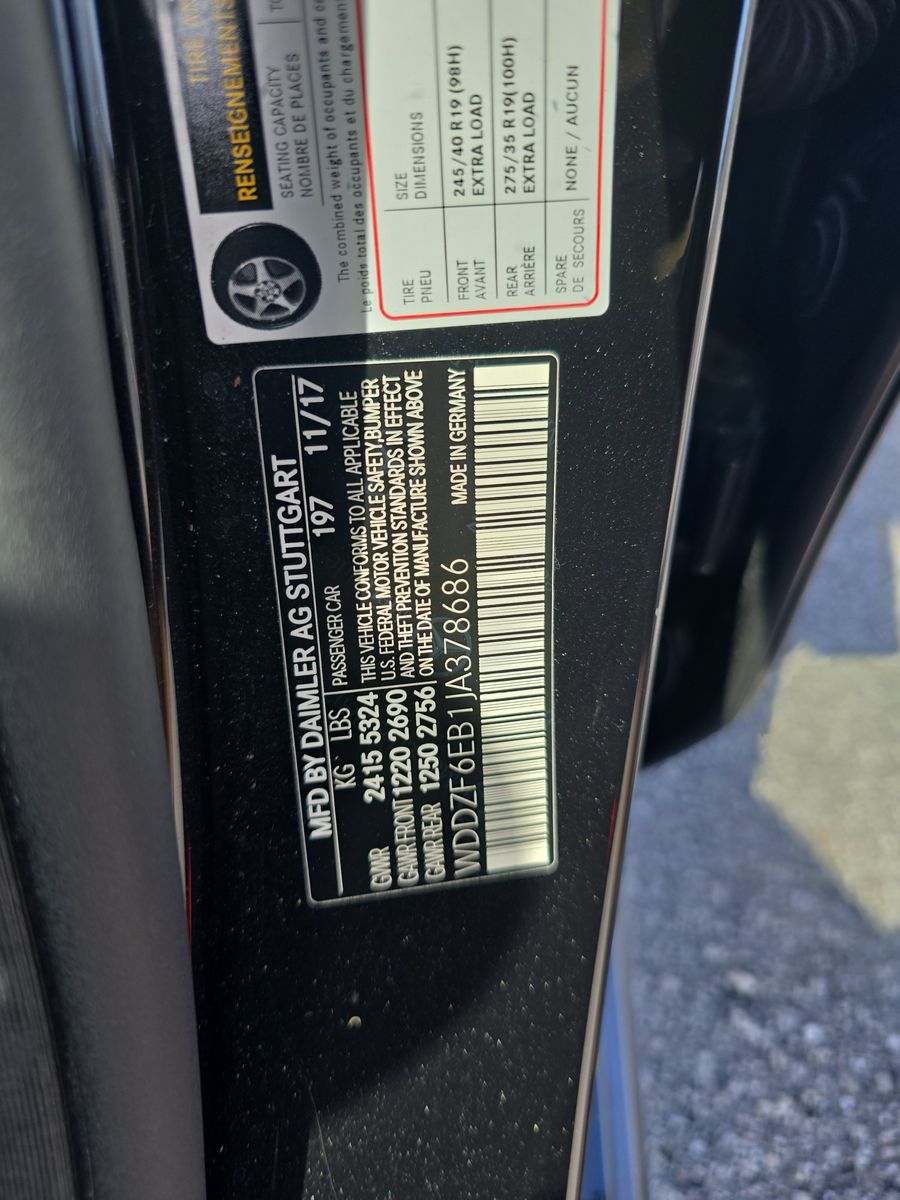 MFD BY DAIMLER AG STUTTGART
KG LBS PASSENGER CAR 197 11/17
GVWR 2415 5324
GAWR FRONT 1220 2690
GAWR REAR 1250 2756
THIS VEHICLE CONFORMS TO ALL APPLICABLE
U.S. FEDERAL MOTOR VEHICLE SAFETY,BUMPER
AND THEFT PREVENTION STANDARDS IN EFFECT
ON THE DATE OF MANUFACTURE SHOWN ABOVE
WDDZF6EB1JA378686 MADE IN GERMANY
TIRE
RENSEIGNEMENTS
SEATING CAPACITY
NOMBRE DE PLACES
The combined weight of occupants and
Le poids total des occupants et du chargement
TIRE SIZE
PNEU DIMENSIONS
FRONT 245/40 R19 (98H)
AVANT EXTRA LOAD
REAR 275/35 R19(100H)
ARRIÈRE EXTRA LOAD
SPARE NONE / AUCUN
DE SECOURS